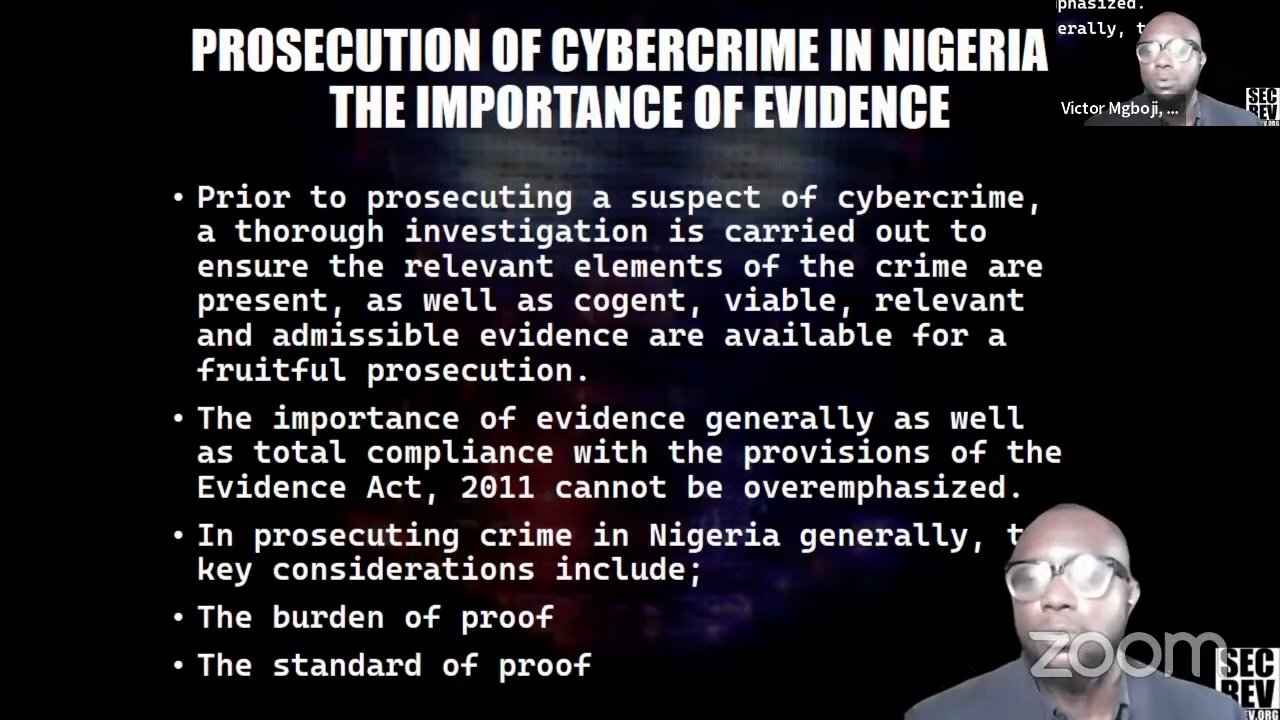 PROSECUTION OF CYBERCRIME IN NIGERIA
THE IMPORTANCE OF EVIDENCE
• Prior to prosecuting a suspect of cybercrime,
a thorough investigation is carried out to
ensure the relevant elements of the crime are
present, as well as cogent, viable, relevant
and admissible evidence are available for a
fruitful prosecution.
• The importance of evidence generally as well
as total compliance with the provisions of the
Evidence Act, 2011 cannot be overemphasized.
• In prosecuting crime in Nigeria generally,
key considerations include;
• The burden of proof
• The standard of proof
Victor Mgboji, ...
SEC
REV
zoom
SEC
REV